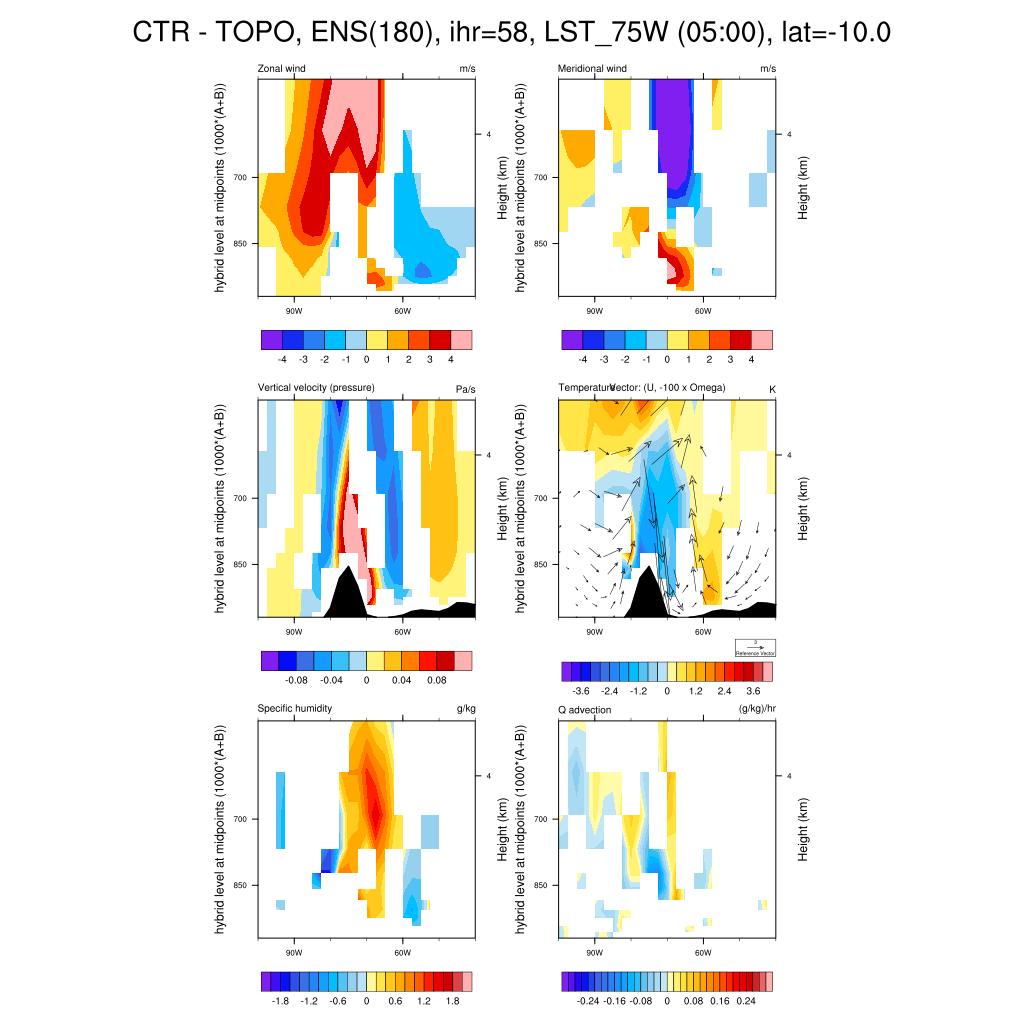 CTR - TOPO, ENS(180), ihr=58, LST_75W (05:00), lat=-10.0
Zonal wind m/s
hybrid level at midpoints (1000*(A+B))
700
850
4
Height (km)
90W 60W
-4 -3 -2 -1 0 1 2 3 4
Meridional wind m/s
hybrid level at midpoints (1000*(A+B))
700
850
4
Height (km)
90W 60W
-4 -3 -2 -1 0 1 2 3 4
Vertical velocity (pressure) Pa/s
hybrid level at midpoints (1000*(A+B))
700
850
4
Height (km)
90W 60W
-0.08 -0.04 0 0.04 0.08
Temperature Vector: (U, -100 x Omega) K
hybrid level at midpoints (1000*(A+B))
700
850
4
Height (km)
90W 60W
3
Reference Vector
-3.6 -2.4 -1.2 0 1.2 2.4 3.6
Specific humidity g/kg
hybrid level at midpoints (1000*(A+B))
700
850
4
Height (km)
90W 60W
-1.8 -1.2 -0.6 0 0.6 1.2 1.8
Q advection (g/kg)/hr
hybrid level at midpoints (1000*(A+B))
700
850
4
Height (km)
90W 60W
-0.24 -0.16 -0.08 0 0.08 0.16 0.24